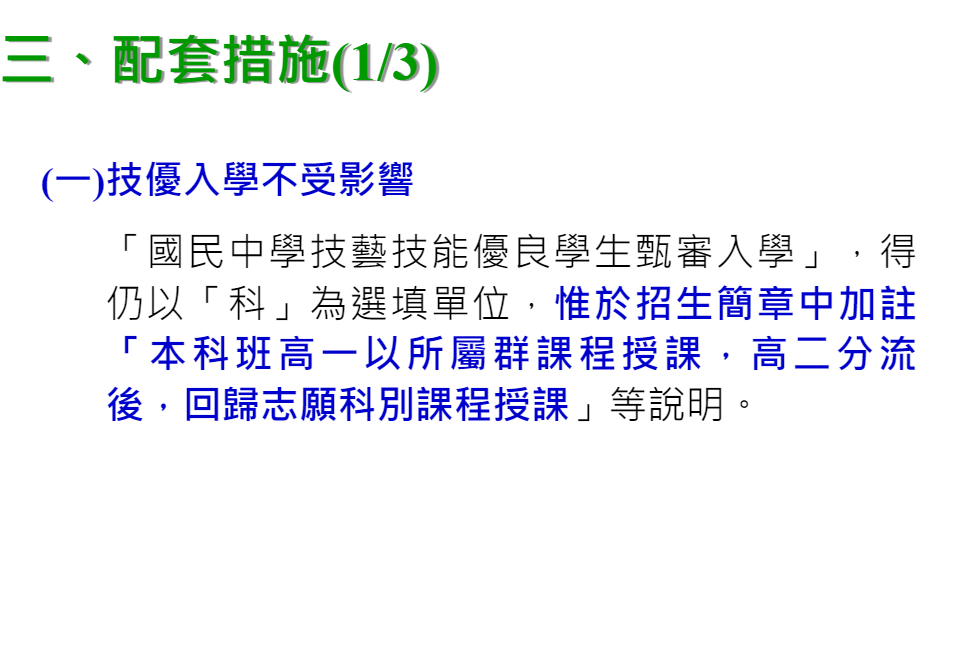 三、配套措施(1/3)
(一)技優入學不受影響
「國民中學技藝技能優良學生甄審入學」，得
仍以「科」為選填單位，惟於招生簡章中加註
「本科班高一以所屬群課程授課，高二分流
後，回歸志願科別課程授課」等說明。